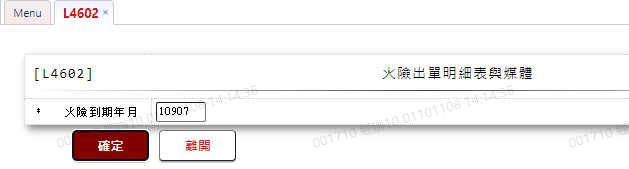 Menu L4602 ×
[L4602] 火險出單明細表與媒體
* 火險到期年月 10907
確定 離開